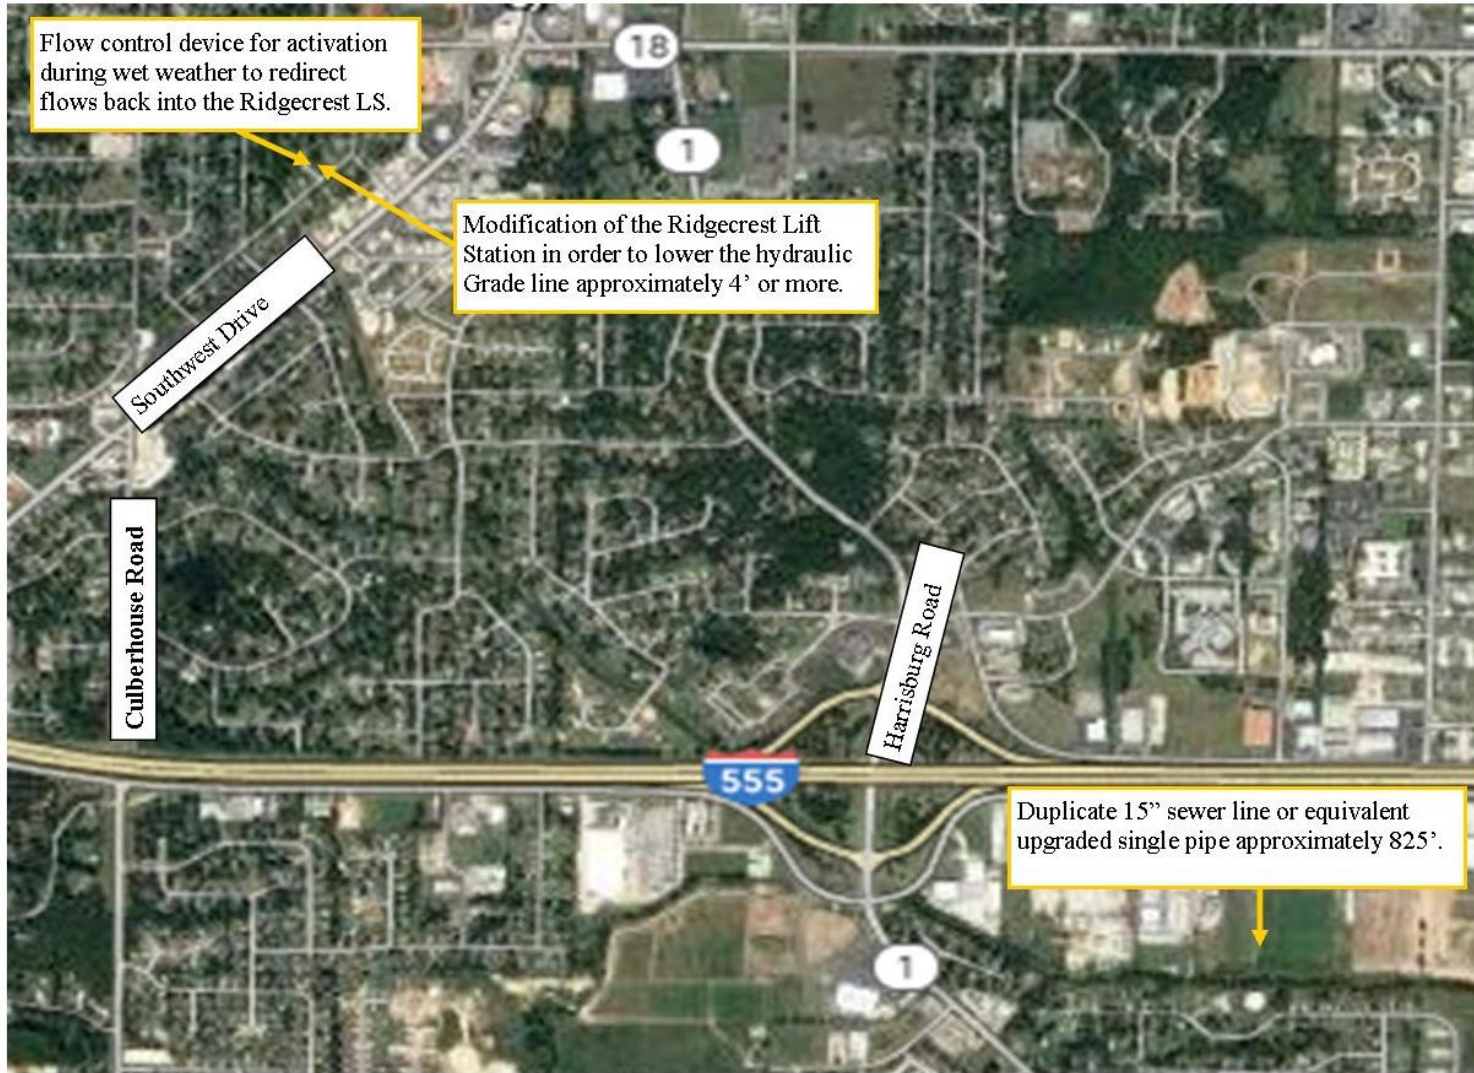 Flow control device for activation
during wet weather to redirect
flows back into the Ridgecrest LS.
18
1
Modification of the Ridgecrest Lift
Station in order to lower the hydraulic
Grade line approximately 4’ or more.
Southwest Drive
Culberhouse Road
Harrisburg Road
555
Duplicate 15” sewer line or equivalent
upgraded single pipe approximately 825’.
1